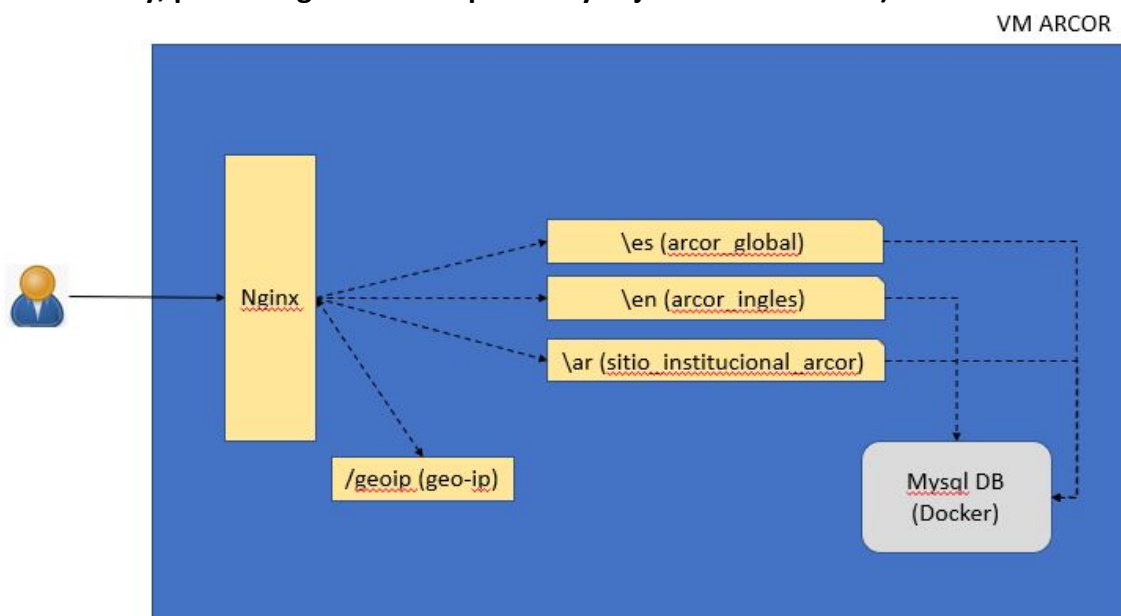 VM ARCOR
\es (arcor_global)
Nginx
\en (arcor_ingles)
\ar (sitio_institucional_arcor)
/geoip (geo-ip)
Mysql DB
(Docker)